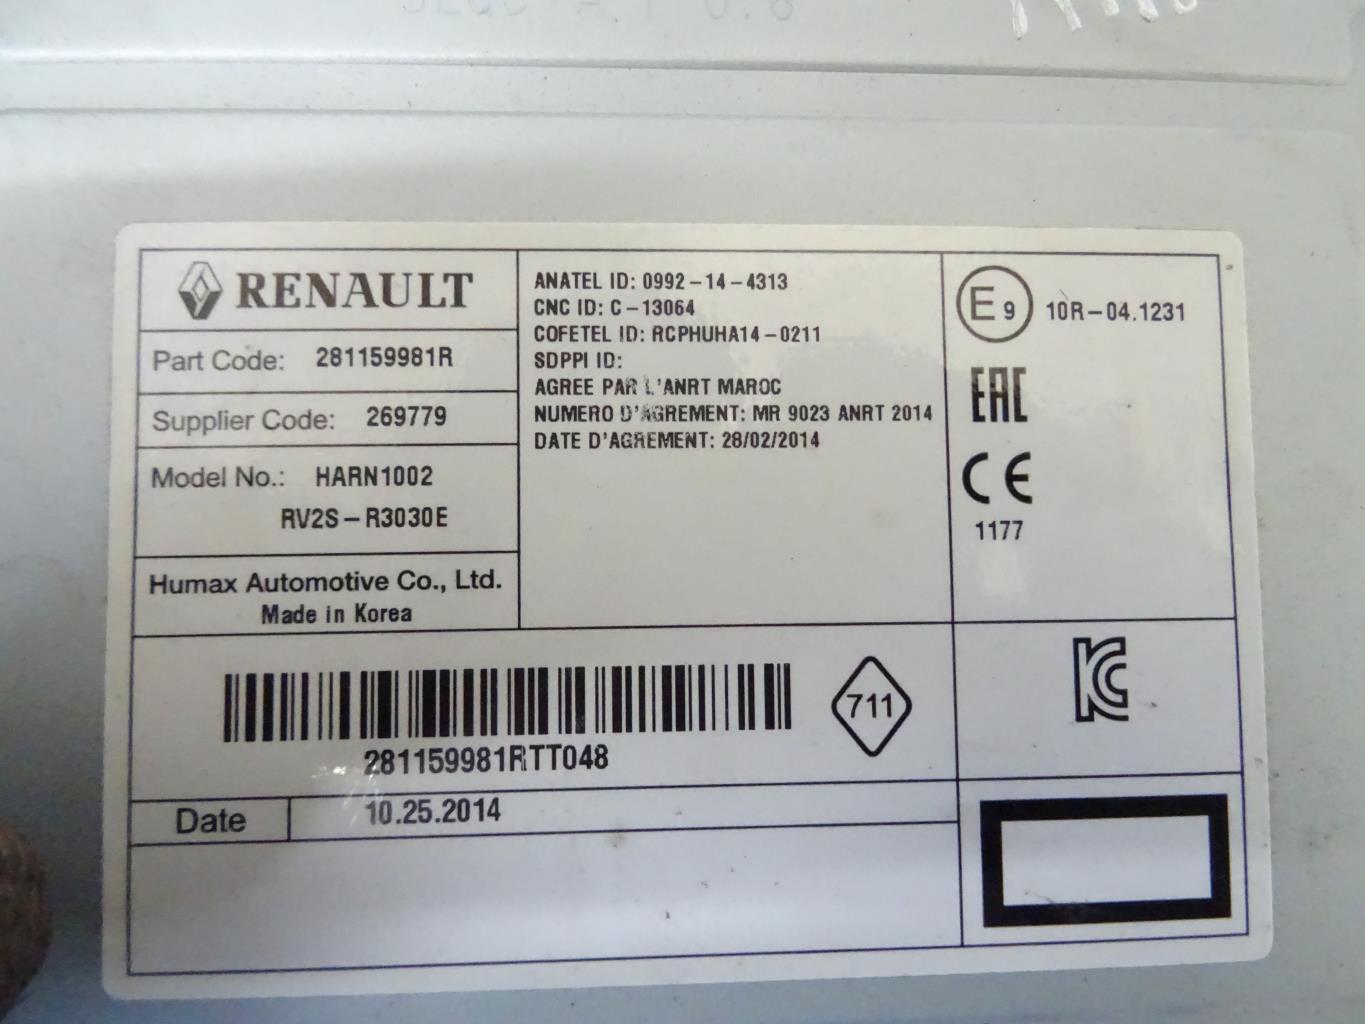 RENAULT
Part Code: 281159981R
Supplier Code: 269779
Model No.: HARN1002
RV2S-R3030E
Humax Automotive Co., Ltd.
Made in Korea
ANATEL ID: 0992-14-4313
CNC ID: C-13064
COFETEL ID: RCPHUHA14-0211
SDPPI ID:
AGREE PAR L'ANRT MAROC
NUMERO D'AGREMENT: MR 9023 ANRT 2014
DATE D'AGREMENT: 28/02/2014
E9 10R-04.1231
EAC
CE
1177
281159981RTT048
711
KC
Date 10.25.2014